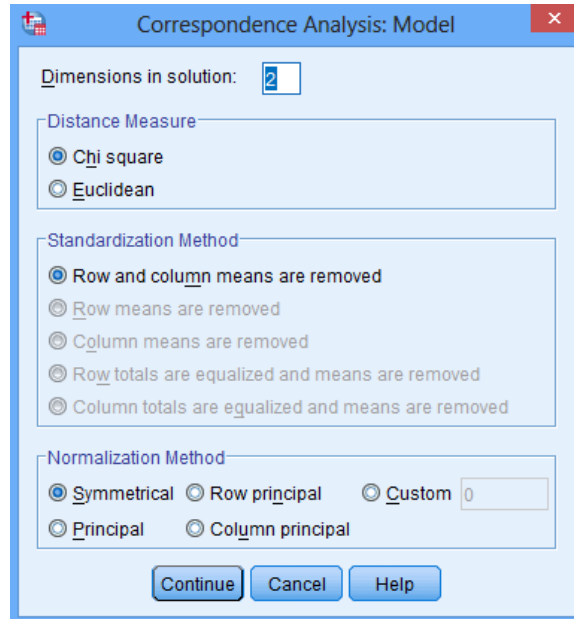 Correspondence Analysis: Model
Dimensions in solution: 2
Distance Measure
Chi square
Euclidean
Standardization Method
Row and column means are removed
Row means are removed
Column means are removed
Row totals are equalized and means are removed
Column totals are equalized and means are removed
Normalization Method
Symmetrical Row principal Custom 0
Principal Column principal
Continue Cancel Help